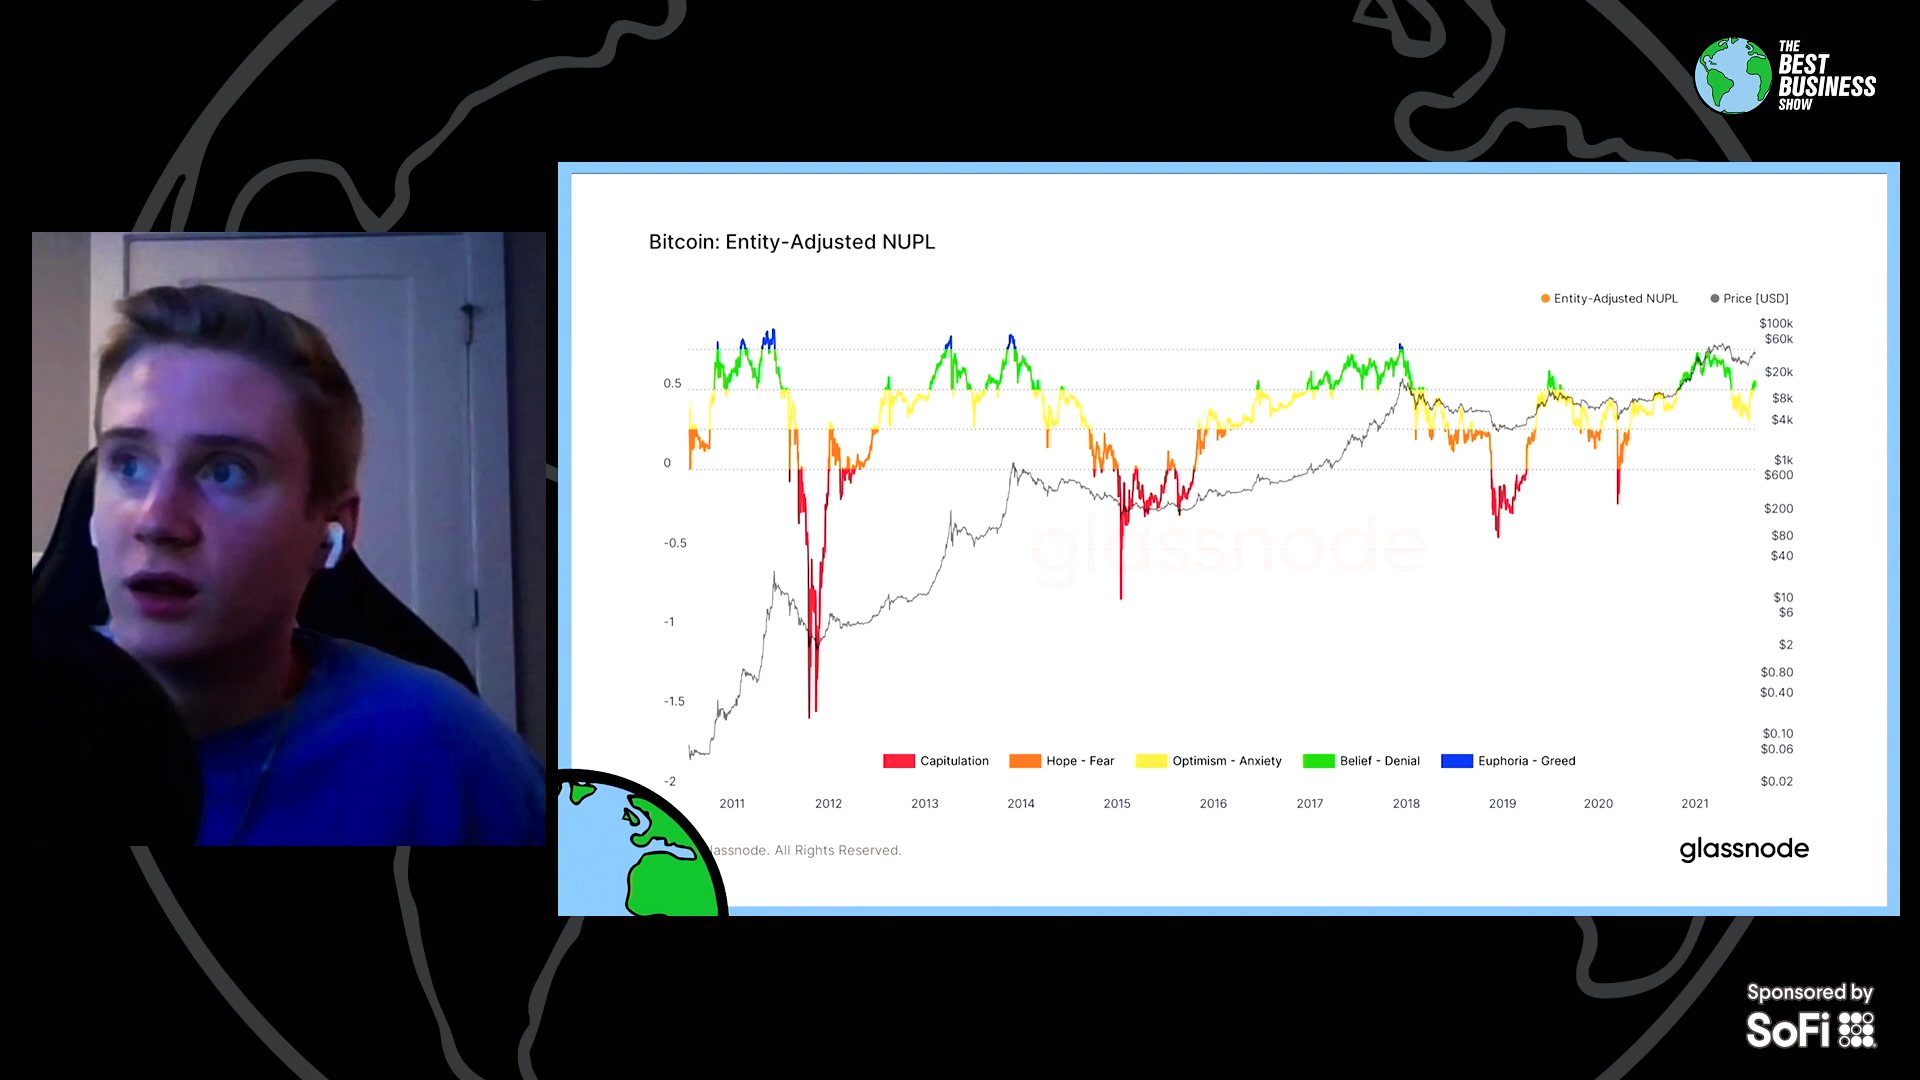 THE
BEST
BUSINESS
SHOW
Bitcoin: Entity-Adjusted NUPL
Entity-Adjusted NUPL
Price [USD]
0.5
0
-0.5
-1
-1.5
-2
$100k
$60k
$20k
$8k
$4k
$1k
$600
$200
$80
$40
$10
$6
$2
$0.80
$0.40
$0.10
$0.06
$0.02
glassnode
Capitulation
Hope - Fear
Optimism - Anxiety
Belief - Denial
Euphoria - Greed
2011 2012 2013 2014 2015 2016 2017 2018 2019 2020 2021
lassnode. All Rights Reserved.
glassnode
Sponsored by
SoFi